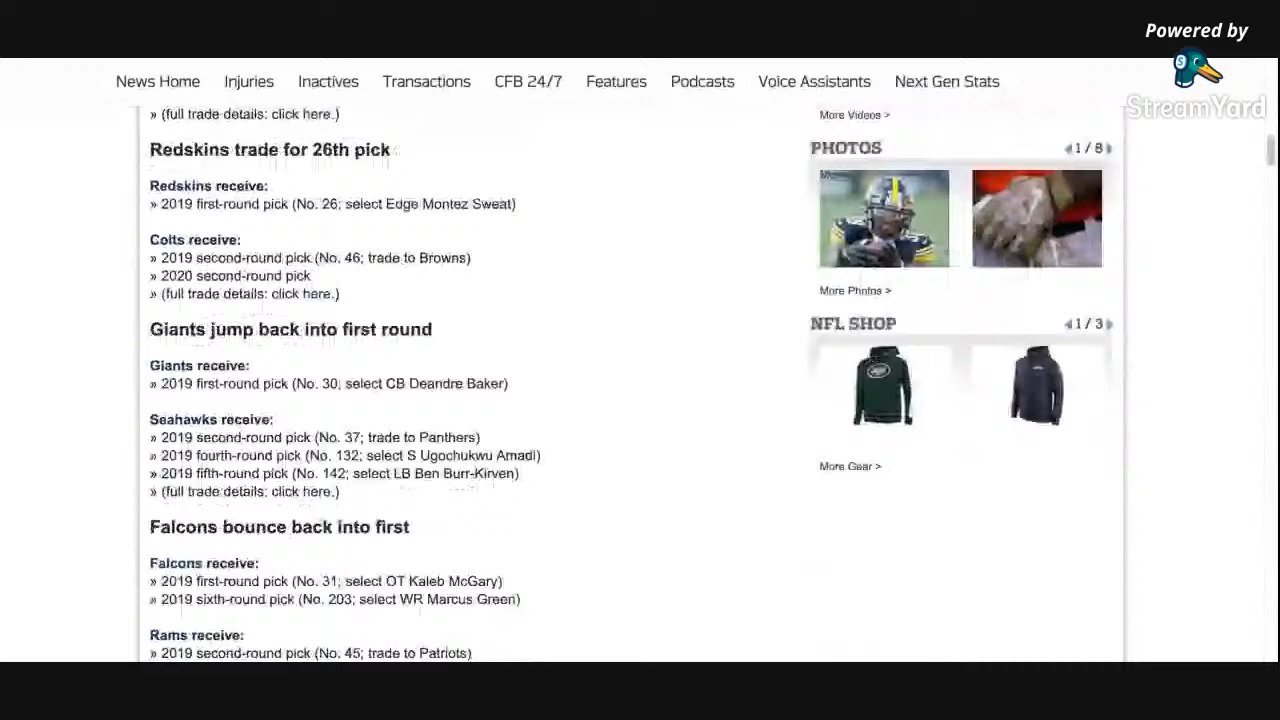 Powered by
StreamYard
News Home Injuries Inactives Transactions CFB 24/7 Features Podcasts Voice Assistants Next Gen Stats
» (full trade details: click here.)
Redskins trade for 26th pick
Redskins receive:
» 2019 first-round pick (No. 26; select Edge Montez Sweat)
Colts receive:
» 2019 second-round pick (No. 46; trade to Browns)
» 2020 second-round pick
» (full trade details: click here.)
Giants jump back into first round
Giants receive:
» 2019 first-round pick (No. 30; select CB Deandre Baker)
Seahawks receive:
» 2019 second-round pick (No. 37; trade to Panthers)
» 2019 fourth-round pick (No. 132; select S Ugochukwu Amadi)
» 2019 fifth-round pick (No. 142; select LB Ben Burr-Kirven)
» (full trade details: click here.)
Falcons bounce back into first
Falcons receive:
» 2019 first-round pick (No. 31; select OT Kaleb McGary)
» 2019 sixth-round pick (No. 203; select WR Marcus Green)
Rams receive:
» 2019 second-round pick (No. 45; trade to Patriots)
More Videos >
PHOTOS 1 / 8
More Photos >
NFL SHOP 1 / 3
More Gear >